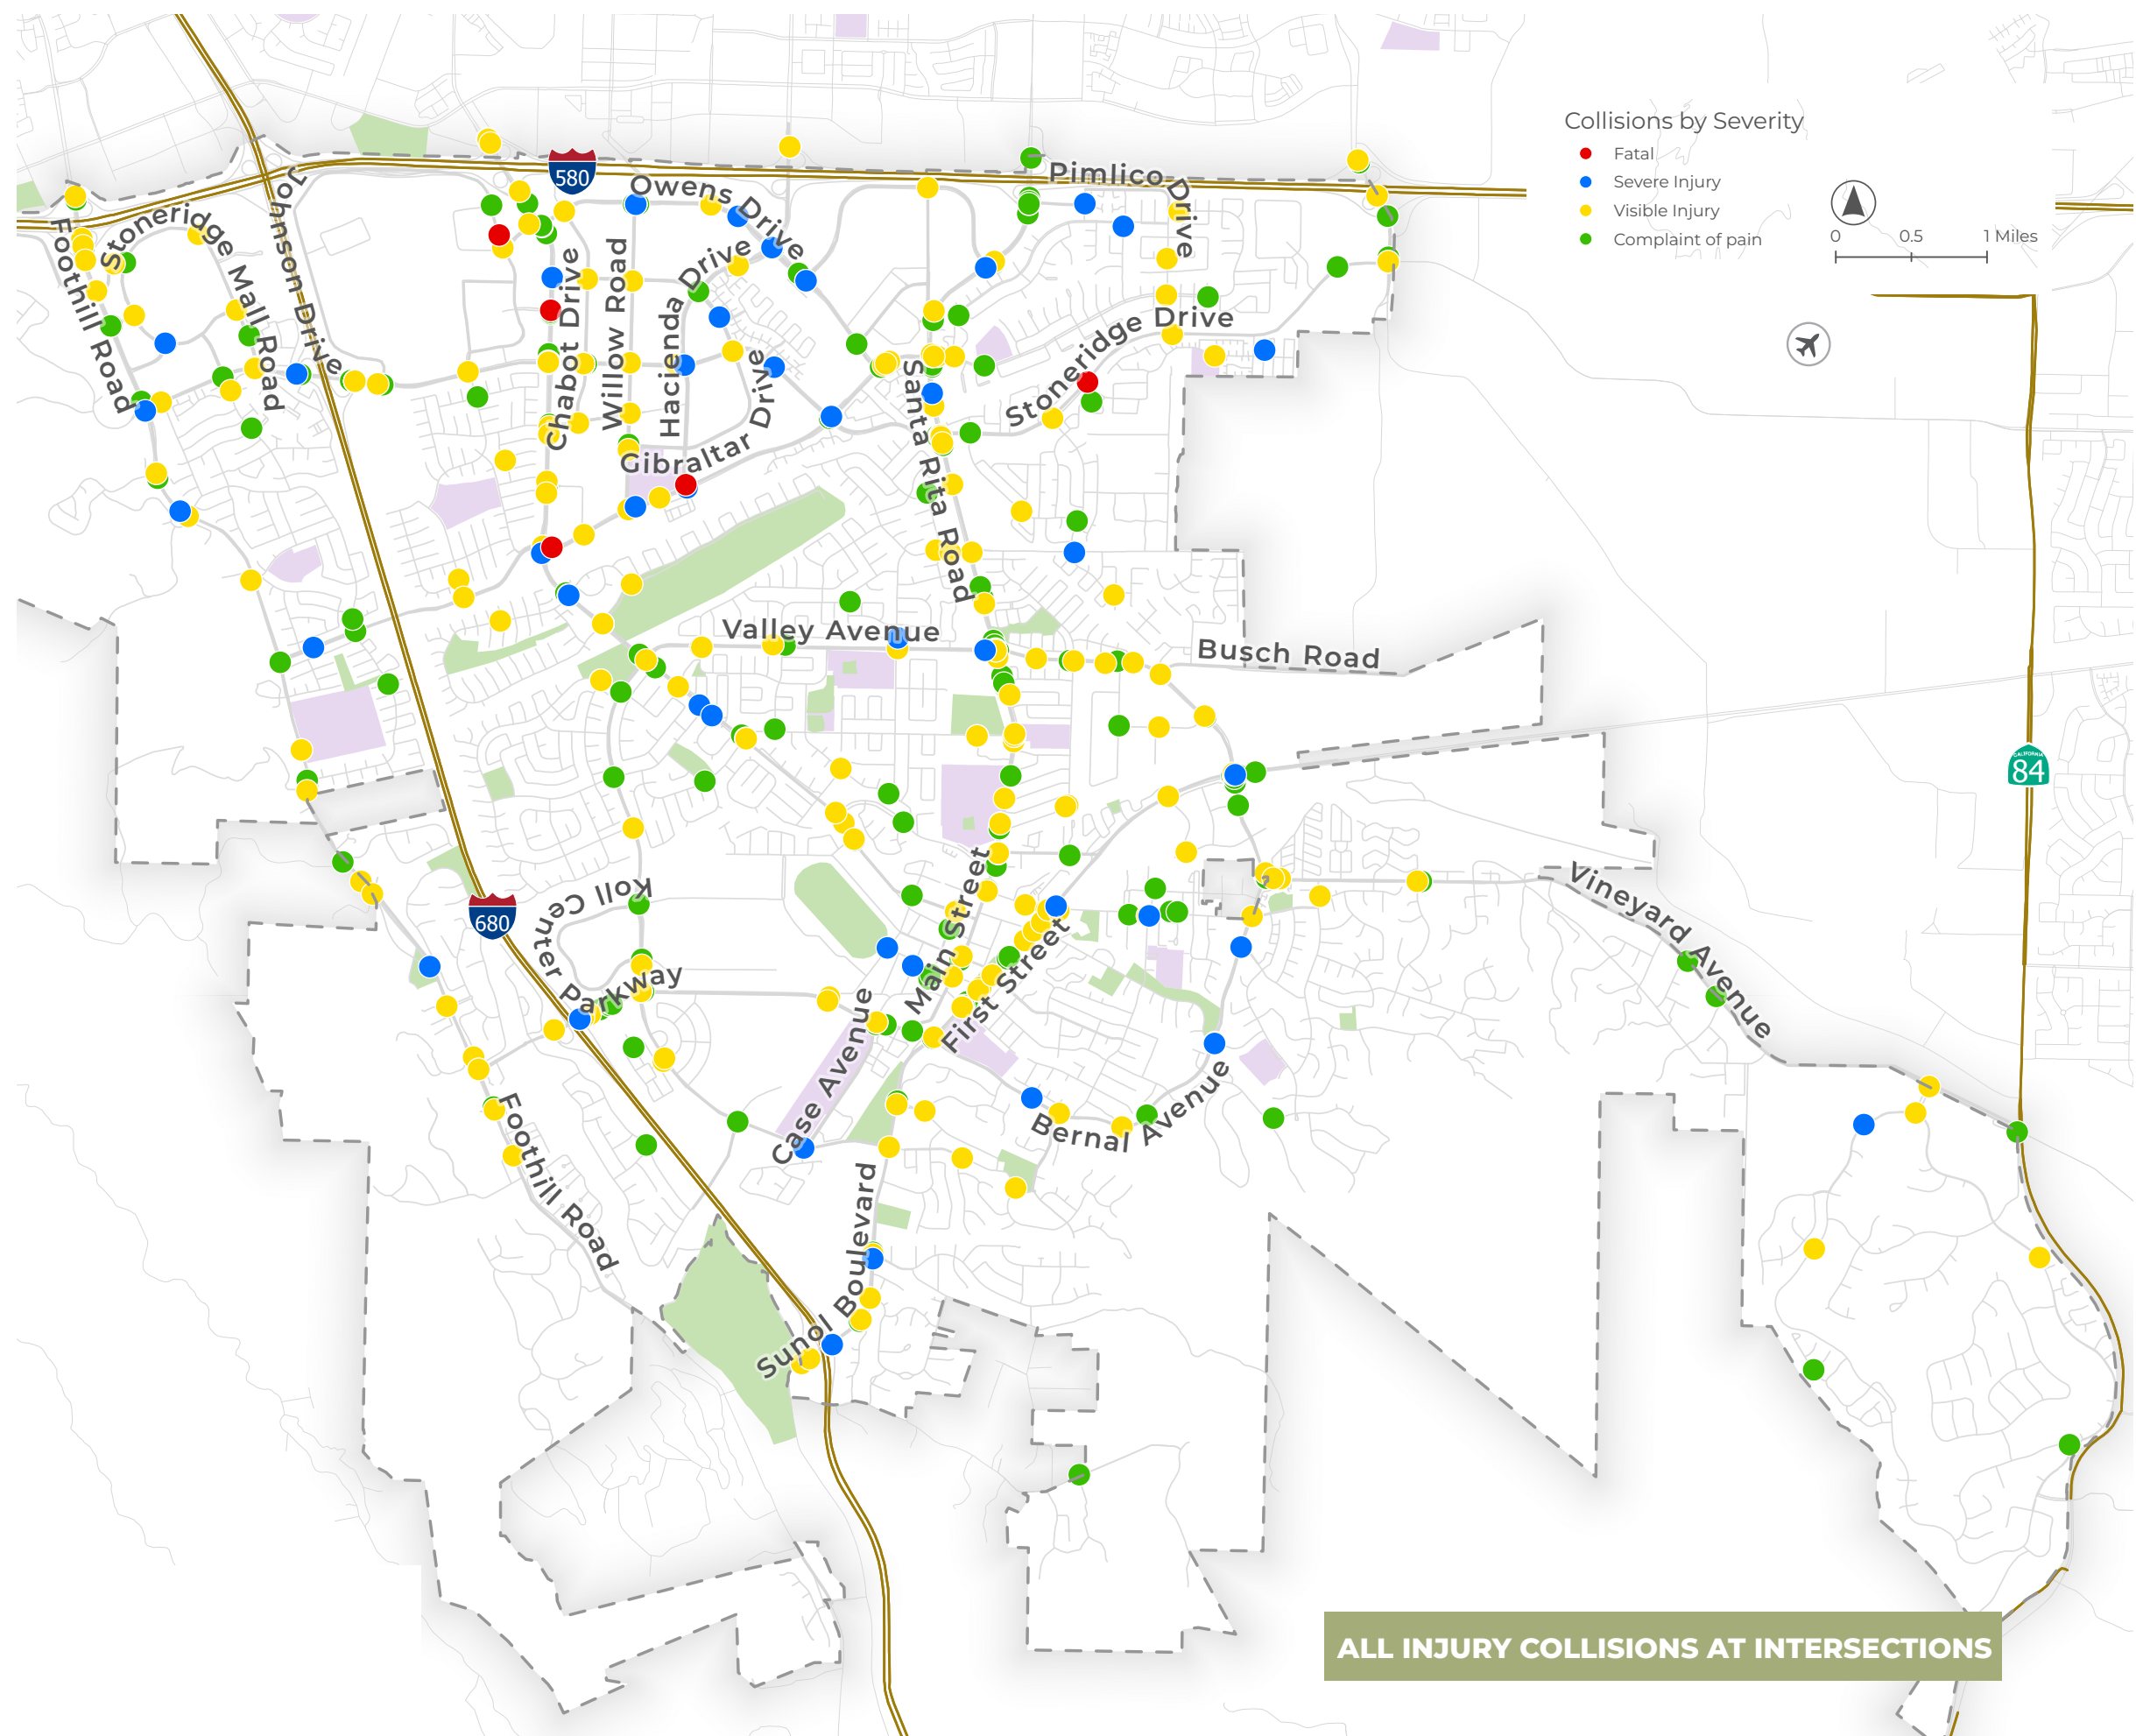 Collisions by Severity
Fatal
Severe Injury
Visible Injury
Complaint of pain
0 0.5 1 Miles
580
Pimlico Drive
Owens Drive
Johnson Drive
Stoneridge Mall Road
Foothill Road
Chabot Drive
Willow Road
Hacienda Drive
Gibraltar Drive
Stoneridge Drive
Santa Rita Road
Valley Avenue
Busch Road
CALIFORNIA
84
Koll Center Parkway
680
Main Street
First Street
Vineyard Avenue
Case Avenue
Bernal Avenue
Foothill Road
Sunol Boulevard
ALL INJURY COLLISIONS AT INTERSECTIONS